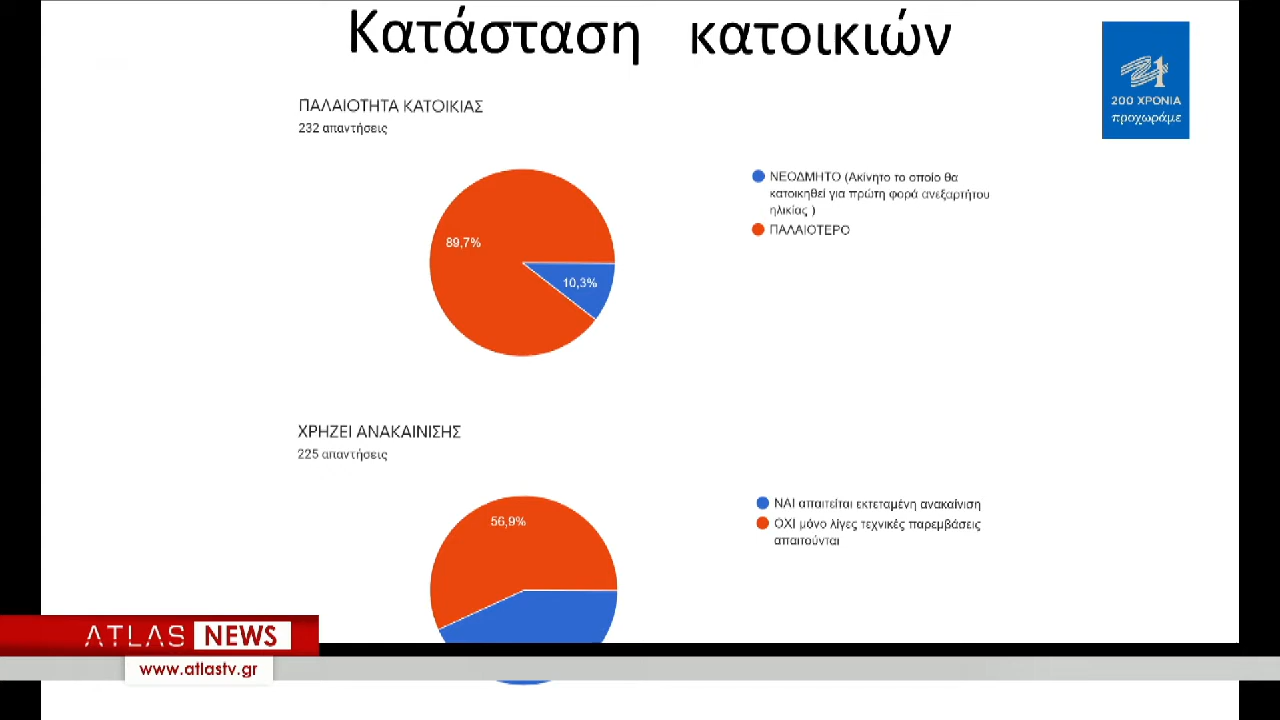 Κατάσταση κατοικιών
21
200 ΧΡΟΝΙΑ
προχωράμε
ΠΑΛΑΙΟΤΗΤΑ ΚΑΤΟΙΚΙΑΣ
232 απαντήσεις
89,7%
10,3%
ΝΕΟΔΜΗΤΟ (Ακίνητο το οποίο θα
κατοικηθεί για πρώτη φορά ανεξαρτήτου
ηλικίας )
ΠΑΛΑΙΟΤΕΡΟ
ΧΡΗΖΕΙ ΑΝΑΚΑΙΝΙΣΗΣ
225 απαντήσεις
56,9%
ΝΑΙ απαιτείται εκτεταμένη ανακαίνιση
ΟΧΙ μόνο λίγες τεχνικές παρεμβάσεις
απαιτούνται
ATLAS NEWS
www.atlastv.gr